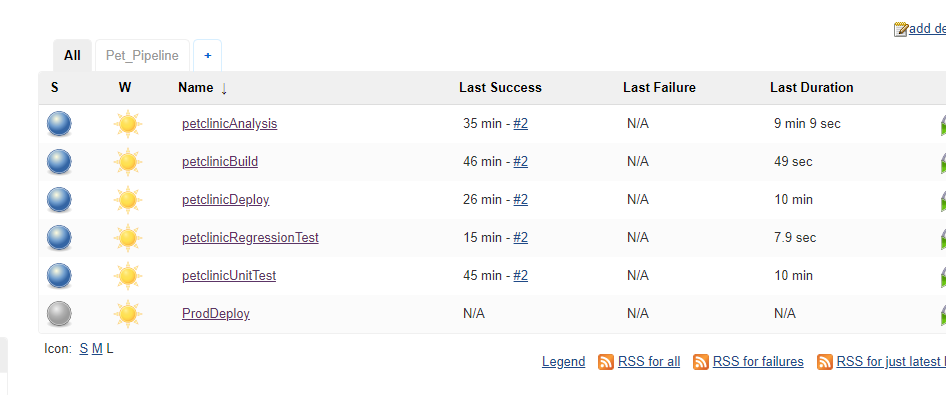 add de
All Pet_Pipeline +
S W Name ↓ Last Success Last Failure Last Duration
petclinicAnalysis 35 min - #2 N/A 9 min 9 sec
petclinicBuild 46 min - #2 N/A 49 sec
petclinicDeploy 26 min - #2 N/A 10 min
petclinicRegressionTest 15 min - #2 N/A 7.9 sec
petclinicUnitTest 45 min - #2 N/A 10 min
ProdDeploy N/A N/A N/A
Icon: S M L
Legend RSS for all RSS for failures RSS for just latest